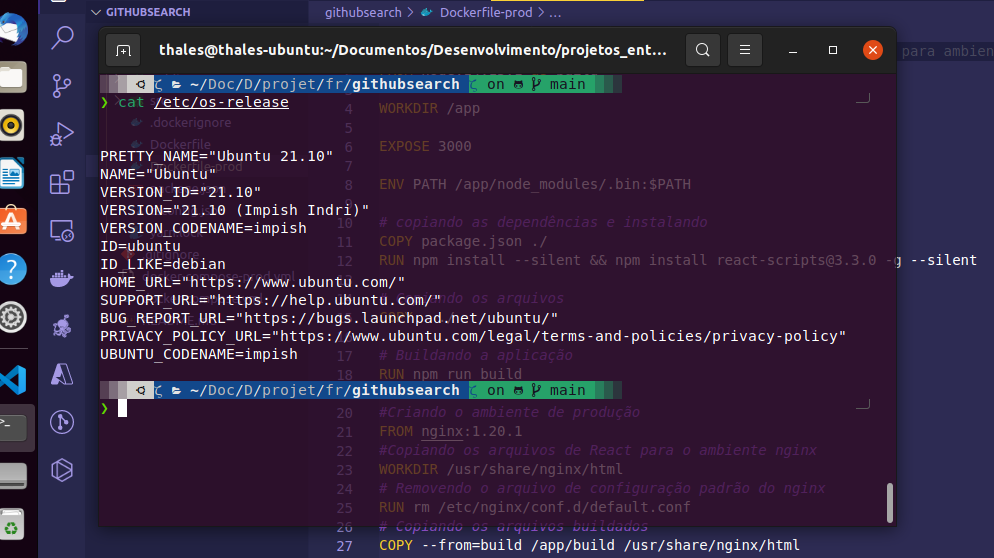 GITHUBSEARCH
githubsearch > Dockerfile-prod > ...
thales@thales-ubuntu:~/Documentos/Desenvolvimento/projetos_ent...
para ambien
~/Doc/D/projet/fr/githubsearch on main
❯ cat /etc/os-release
.dockerignore
Dockerfile
Dockerfile-prod
PRETTY_NAME="Ubuntu 21.10"
NAME="Ubuntu"
VERSION_ID="21.10"
VERSION="21.10 (Impish Indri)"
VERSION_CODENAME=impish
ID=ubuntu
ID_LIKE=debian
HOME_URL="https://www.ubuntu.com/"
SUPPORT_URL="https://help.ubuntu.com/"
BUG_REPORT_URL="https://bugs.launchpad.net/ubuntu/"
PRIVACY_POLICY_URL="https://www.ubuntu.com/legal/terms-and-policies/privacy-policy"
UBUNTU_CODENAME=impish
~/Doc/D/projet/fr/githubsearch on main
❯
4 WORKDIR /app
5
6 EXPOSE 3000
7
8 ENV PATH /app/node_modules/.bin:$PATH
9
10 # copiando as dependências e instalando
11 COPY package.json ./
12 RUN npm install --silent && npm install react-scripts@3.3.0 -g --silent
17 # Buildando a aplicação
18 RUN npm run build
20 #Criando o ambiente de produção
21 FROM nginx:1.20.1
22 #Copiando os arquivos de React para o ambiente nginx
23 WORKDIR /usr/share/nginx/html
24 # Removendo o arquivo de configuração padrão do nginx
25 RUN rm /etc/nginx/conf.d/default.conf
26 # Copiando os arquivos buildados
27 COPY --from=build /app/build /usr/share/nginx/html